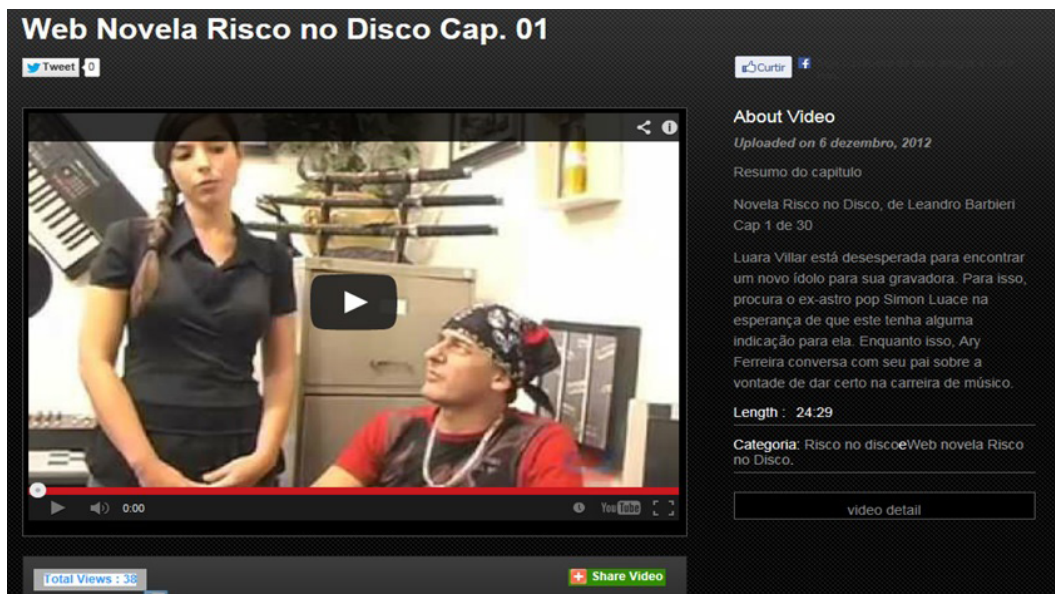 Web Novela Risco no Disco Cap. 01
Tweet 0
Curtir
About Video
Uploaded on 6 dezembro, 2012
Resumo do capitulo
Novela Risco no Disco, de Leandro Barbieri
Cap 1 de 30
Luara Villar está desesperada para encontrar
um novo ídolo para sua gravadora. Para isso,
procura o ex-astro pop Simon Luace na
esperança de que este tenha alguma
indicação para ela. Enquanto isso, Ary
Ferreira conversa com seu pai sobre a
vontade de dar certo na carreira de músico.
Length : 24:29
Categoria: Risco no discoeWeb novela Risco
no Disco.
video detail
0:00
YouTube
Total Views : 38
Share Video